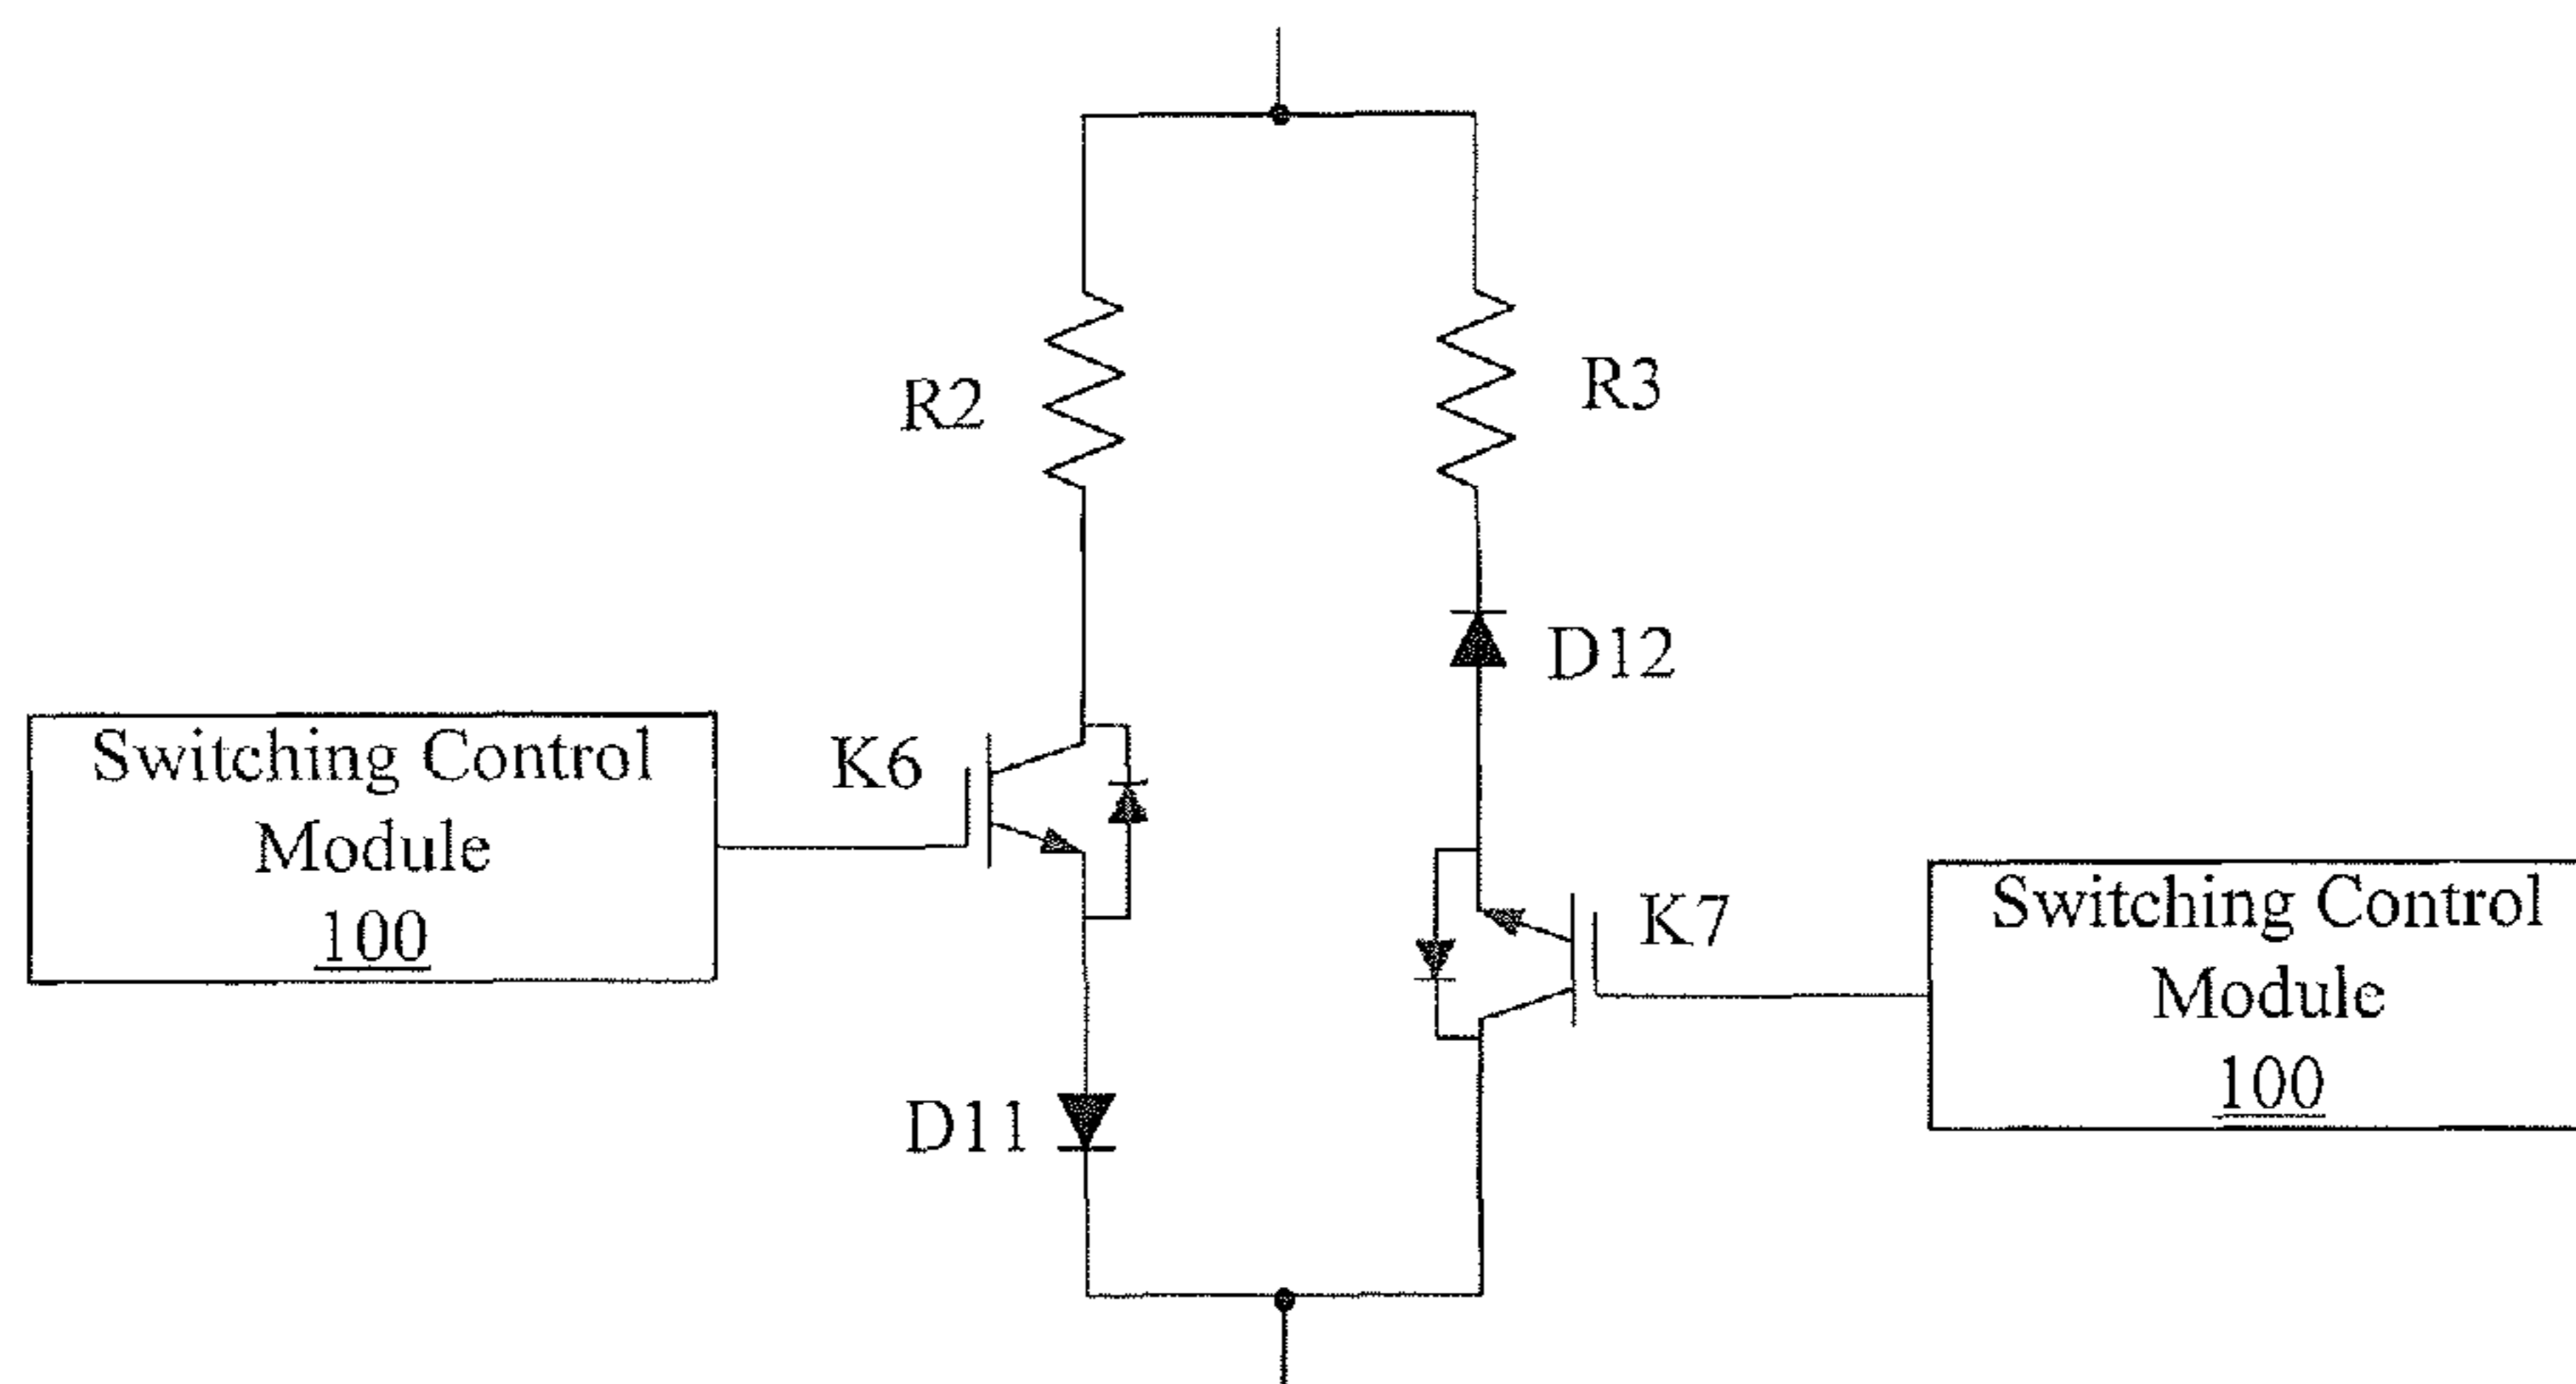 R2
R3
D12
Switching Control
Module
100
K6
K7
Switching Control
Module
100
D11